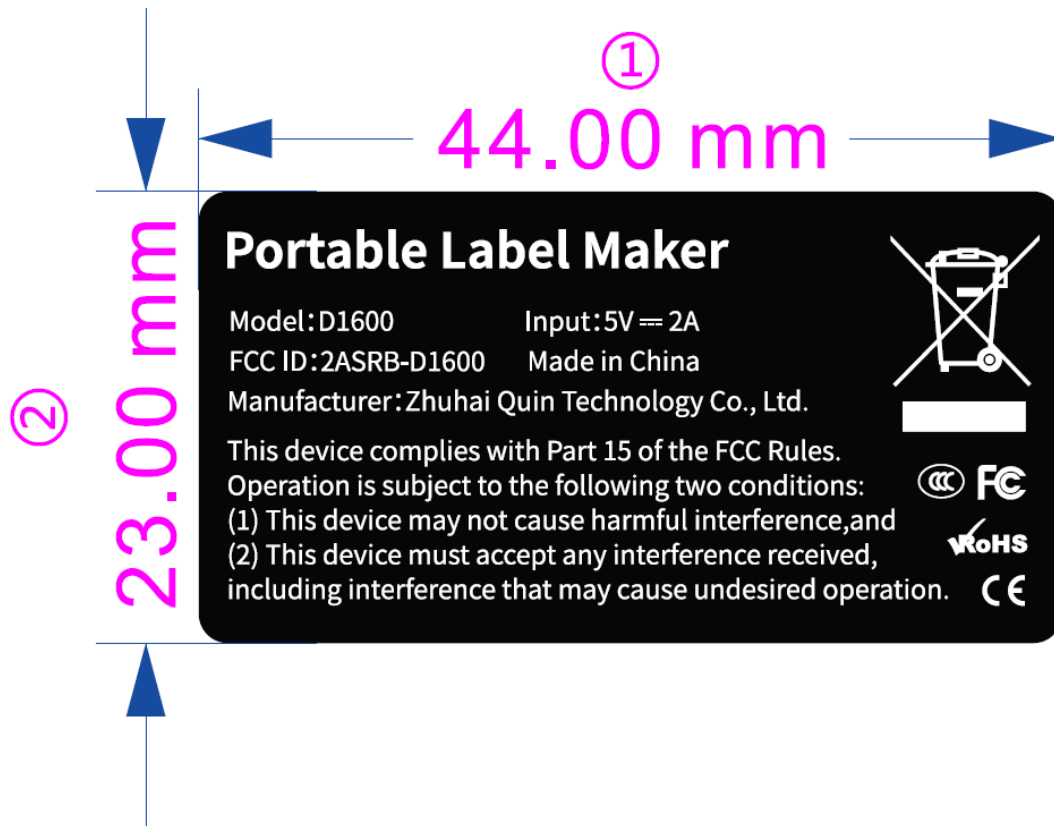 ①
44.00 mm
②
23.00 mm
Portable Label Maker
Model:D1600 Input:5V⎓2A
FCC ID:2ASRB-D1600 Made in China
Manufacturer:Zhuhai Quin Technology Co., Ltd.
This device complies with Part 15 of the FCC Rules.
Operation is subject to the following two conditions:
(1) This device may not cause harmful interference,and
(2) This device must accept any interference received,
including interference that may cause undesired operation.
CCC FC
RoHS
CE